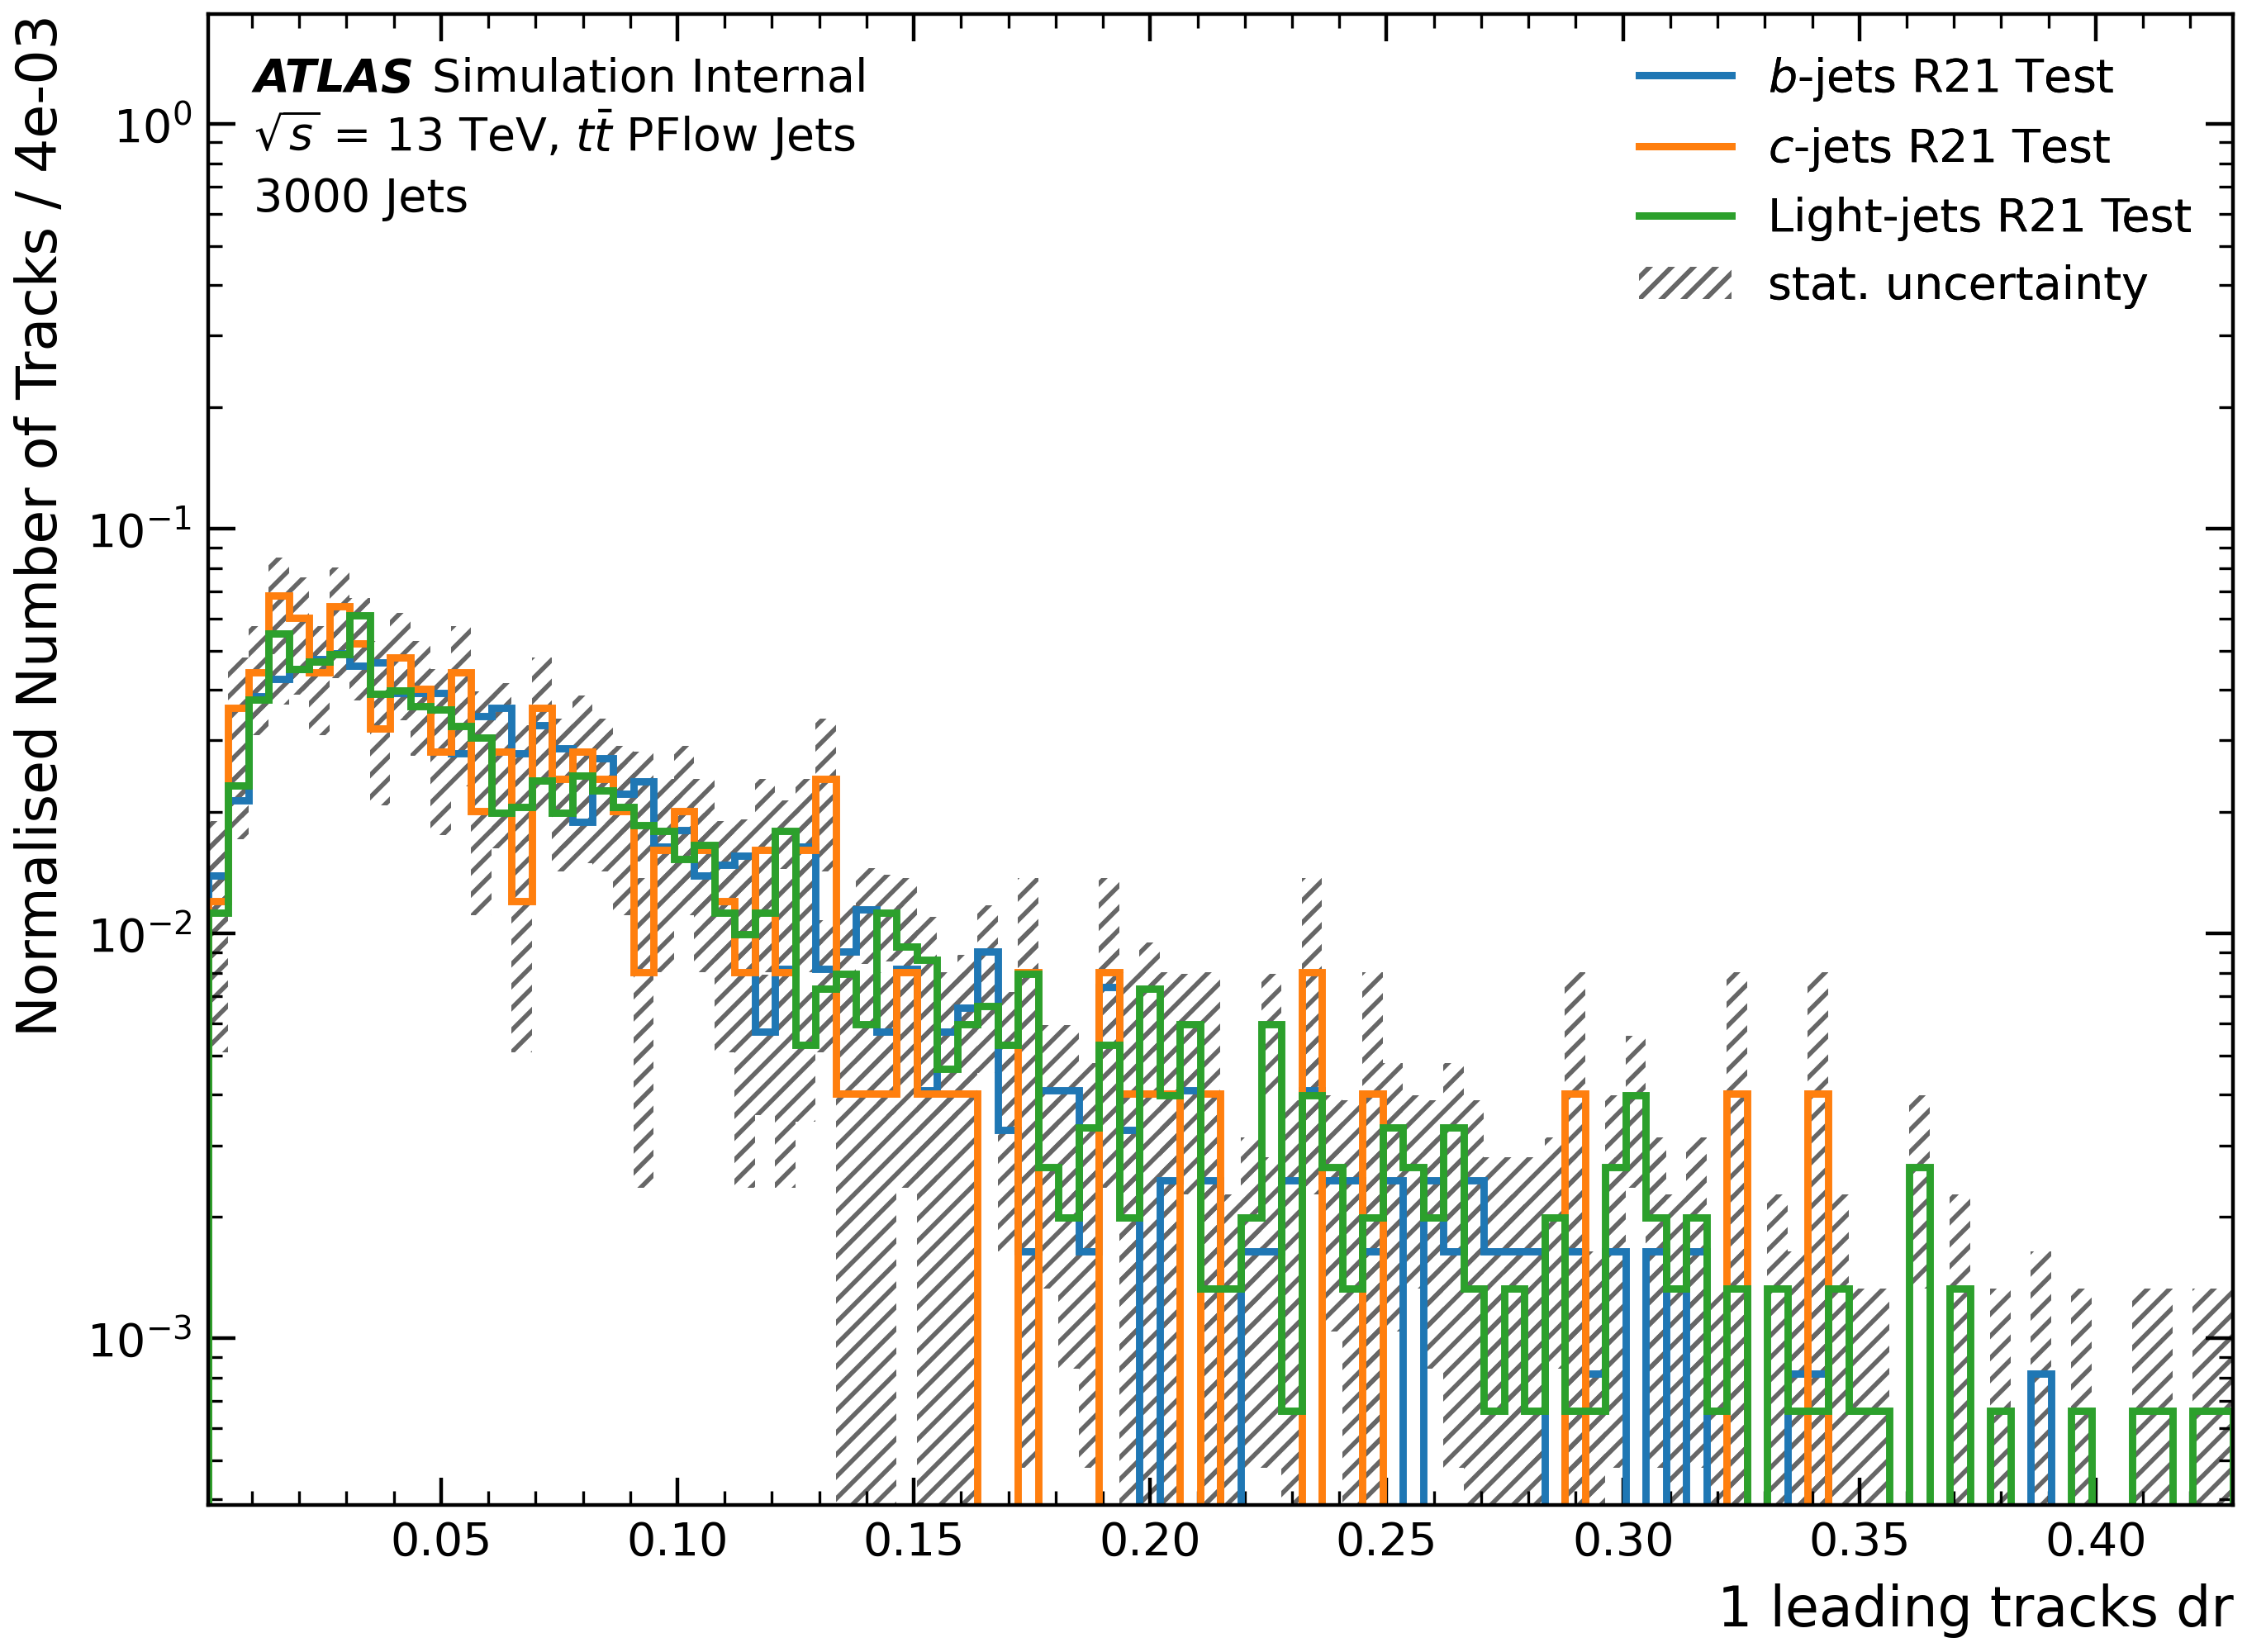 Normalised Number of Tracks / 4e-03
ATLAS Simulation Internal
√s = 13 TeV, tt̄ PFlow Jets
3000 Jets
b-jets R21 Test
c-jets R21 Test
Light-jets R21 Test
stat. uncertainty
10⁰
10⁻¹
10⁻²
10⁻³
0.05 0.10 0.15 0.20 0.25 0.30 0.35 0.40
1 leading tracks dr